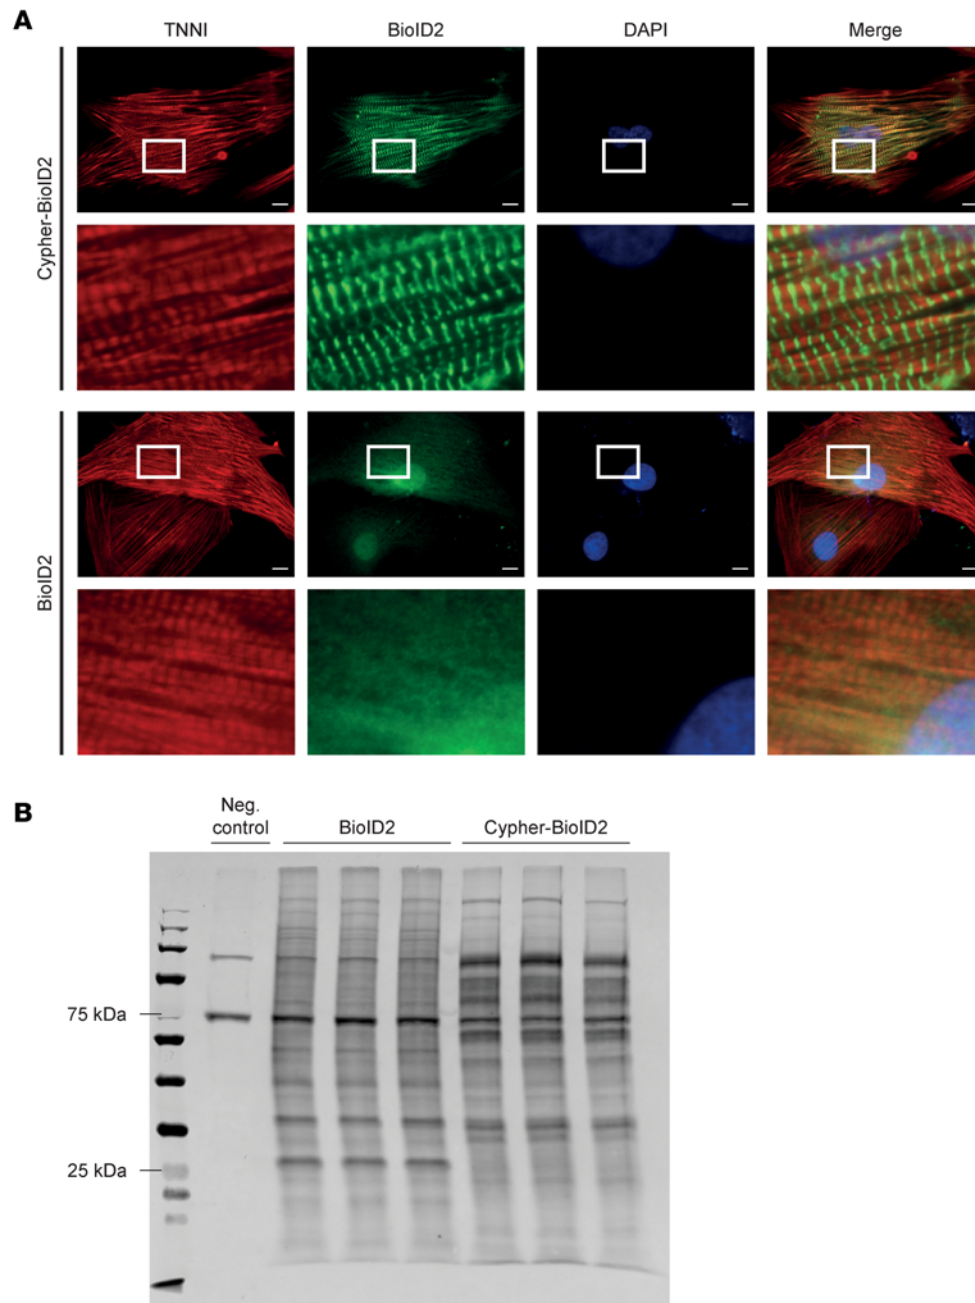 A
TNNI BioID2 DAPI Merge
Cypher-BioID2
BioID2
B
Neg.
control
BioID2
Cypher-BioID2
75 kDa
25 kDa